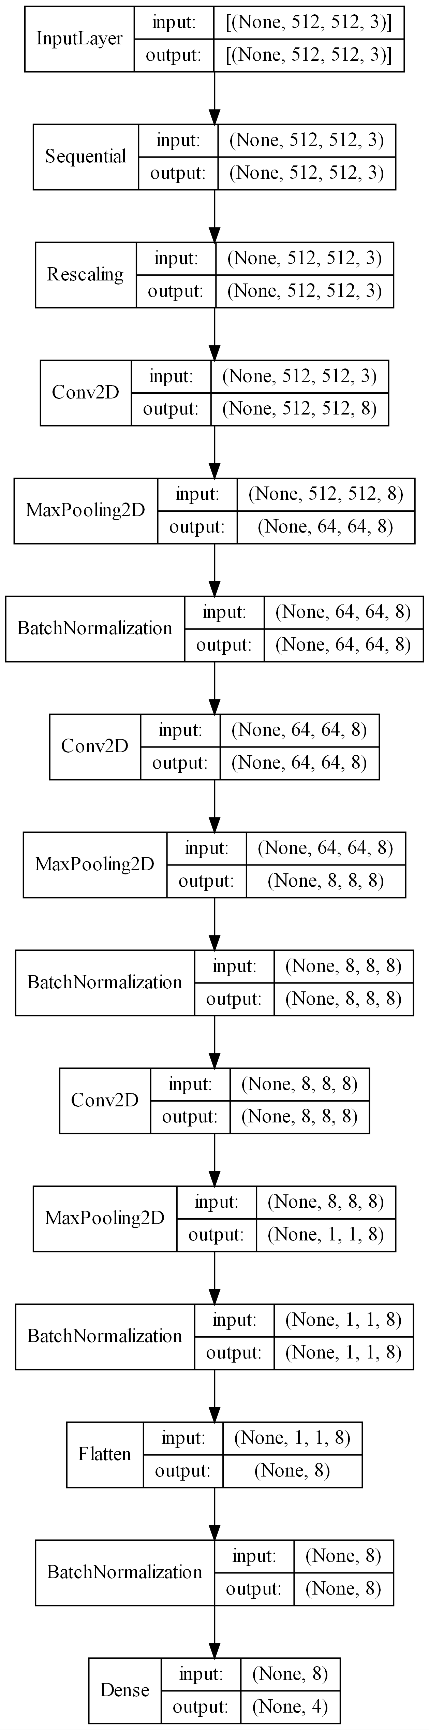 InputLayer input: [(None, 512, 512, 3)]
output: [(None, 512, 512, 3)]
Sequential input: (None, 512, 512, 3)
output: (None, 512, 512, 3)
Rescaling input: (None, 512, 512, 3)
output: (None, 512, 512, 3)
Conv2D input: (None, 512, 512, 3)
output: (None, 512, 512, 8)
MaxPooling2D input: (None, 512, 512, 8)
output: (None, 64, 64, 8)
BatchNormalization input: (None, 64, 64, 8)
output: (None, 64, 64, 8)
Conv2D input: (None, 64, 64, 8)
output: (None, 64, 64, 8)
MaxPooling2D input: (None, 64, 64, 8)
output: (None, 8, 8, 8)
BatchNormalization input: (None, 8, 8, 8)
output: (None, 8, 8, 8)
Conv2D input: (None, 8, 8, 8)
output: (None, 8, 8, 8)
MaxPooling2D input: (None, 8, 8, 8)
output: (None, 1, 1, 8)
BatchNormalization input: (None, 1, 1, 8)
output: (None, 1, 1, 8)
Flatten input: (None, 1, 1, 8)
output: (None, 8)
BatchNormalization input: (None, 8)
output: (None, 8)
Dense input: (None, 8)
output: (None, 4)